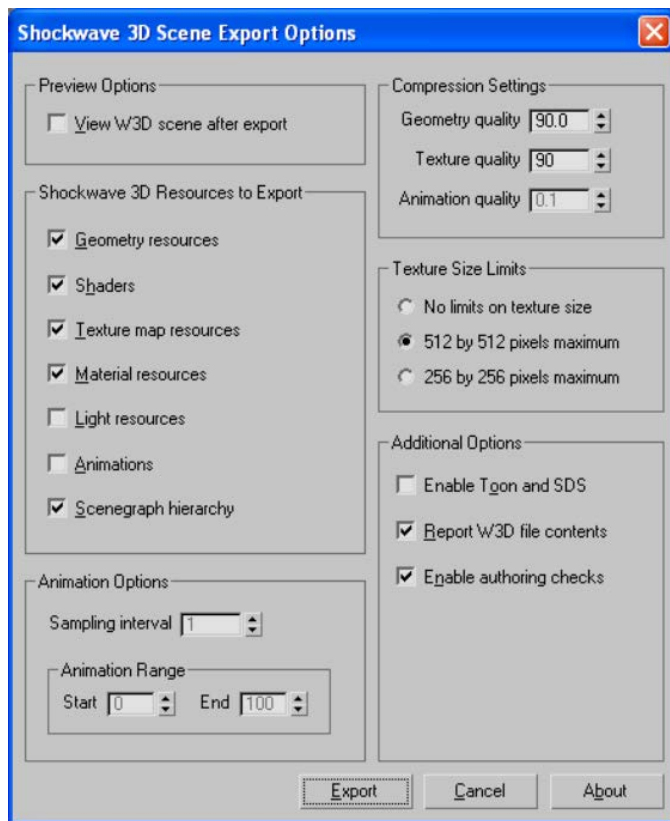 Shockwave 3D Scene Export Options
Preview Options
View W3D scene after export
Shockwave 3D Resources to Export
Geometry resources
Shaders
Texture map resources
Material resources
Light resources
Animations
Scenegraph hierarchy
Animation Options
Sampling interval 1
Animation Range
Start 0 End 100
Compression Settings
Geometry quality 90.0
Texture quality 90
Animation quality 0.1
Texture Size Limits
No limits on texture size
512 by 512 pixels maximum
256 by 256 pixels maximum
Additional Options
Enable Toon and SDS
Report W3D file contents
Enable authoring checks
Export Cancel About